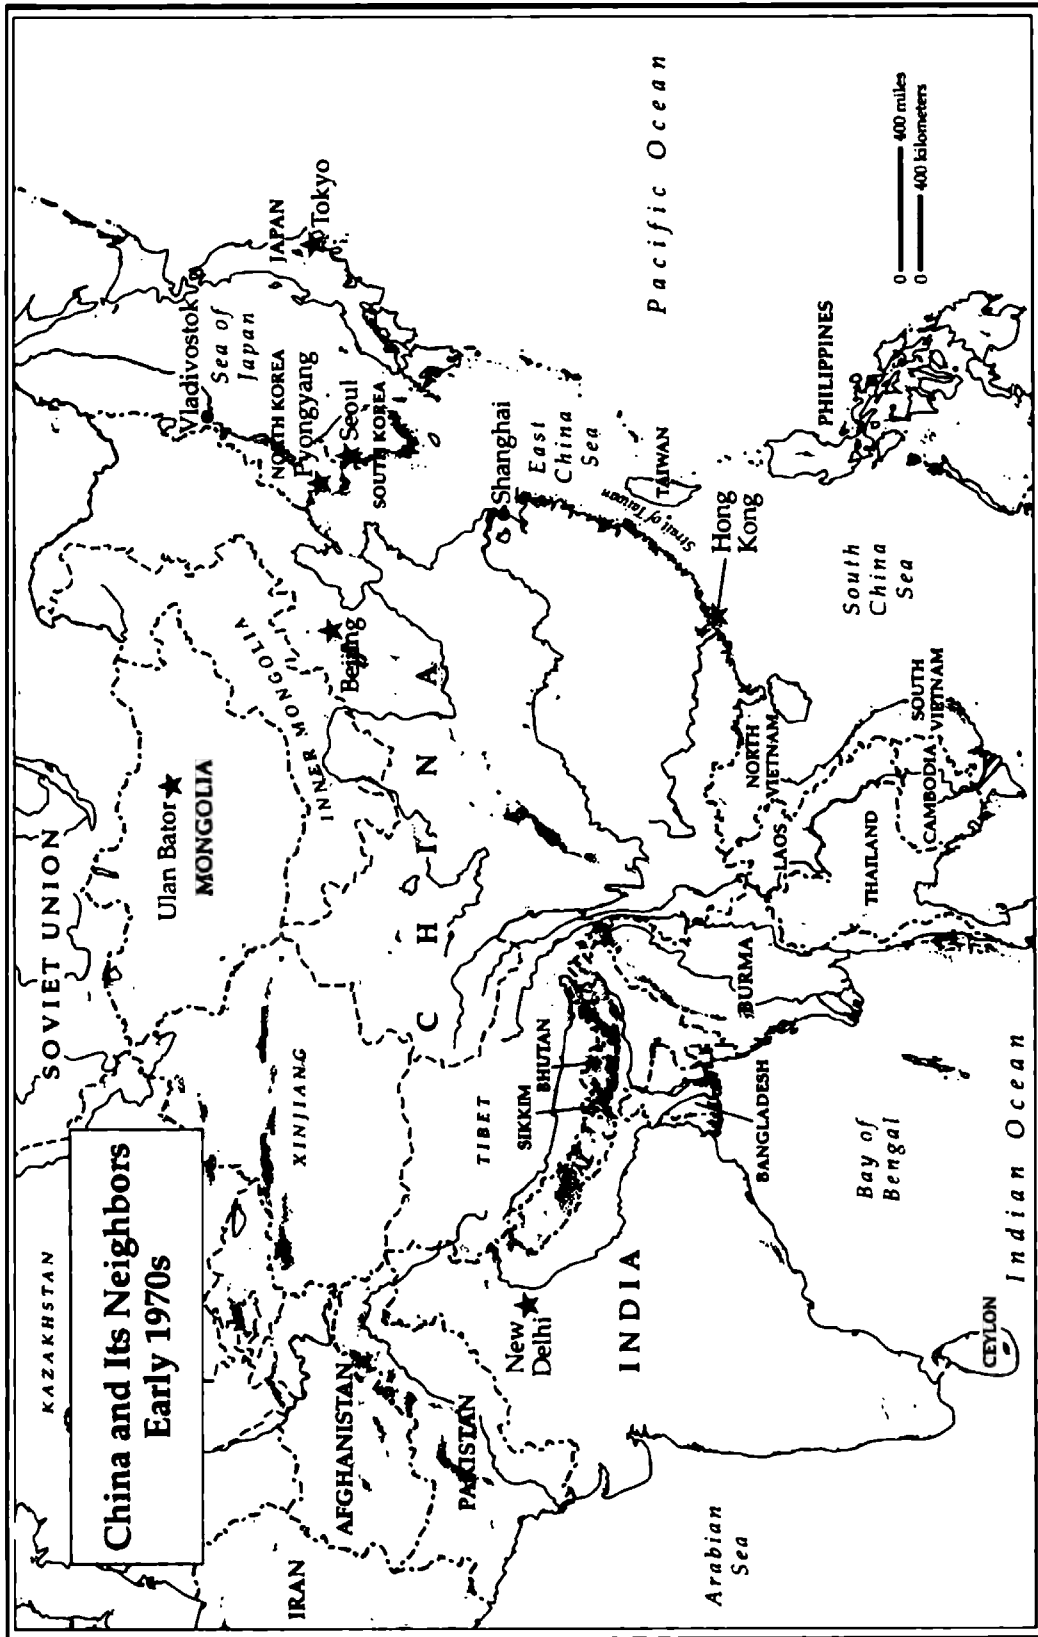 China and Its Neighbors
Early 1970s
KAZAKHSTAN
SOVIET UNION
Ulan Bator
MONGOLIA
INNER MONGOLIA
XINJIANG
Vladivostok
Sea of
Japan
JAPAN
Tokyo
NORTH KOREA
Pyongyang
Seoul
SOUTH KOREA
Beijing
IRAN
AFGHANISTAN
PAKISTAN
CHINA
TIBET
Shanghai
East
China
Sea
New
Delhi
SIKKIM
BHUTAN
INDIA
Strait of Taiwan
TAIWAN
Pacific Ocean
Hong
Kong
Arabian
Sea
BANGLADESH
BURMA
NORTH
VIETNAM
LAOS
PHILIPPINES
South
China
Sea
THAILAND
CAMBODIA
SOUTH
VIETNAM
Bay of
Bengal
CEYLON
Indian Ocean
0 400 miles
0 400 kilometers